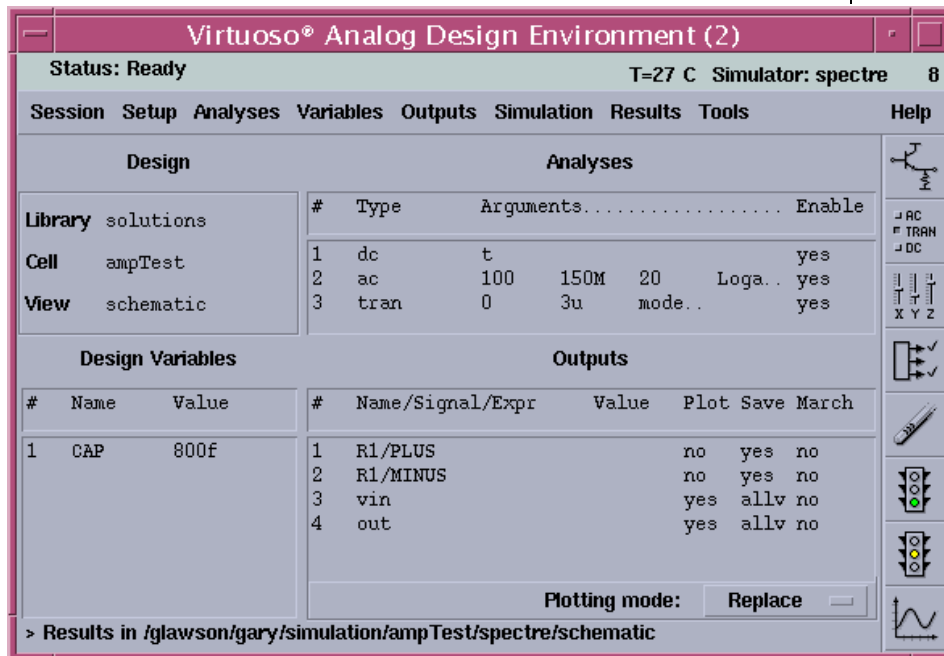 Virtuoso® Analog Design Environment (2)
Status: Ready T=27 C Simulator: spectre 8
Session Setup Analyses Variables Outputs Simulation Results Tools Help
Design
Library solutions
Cell ampTest
View schematic
Analyses
# Type Arguments................... Enable
1 dc t yes
2 ac 100 150M 20 Loga.. yes
3 tran 0 3u mode.. yes
Design Variables
# Name Value
1 CAP 800f
Outputs
# Name/Signal/Expr Value Plot Save March
1 R1/PLUS no yes no
2 R1/MINUS no yes no
3 vin yes allv no
4 out yes allv no
Plotting mode: Replace
> Results in /glawson/gary/simulation/ampTest/spectre/schematic
AC
TRAN
DC
X Y Z